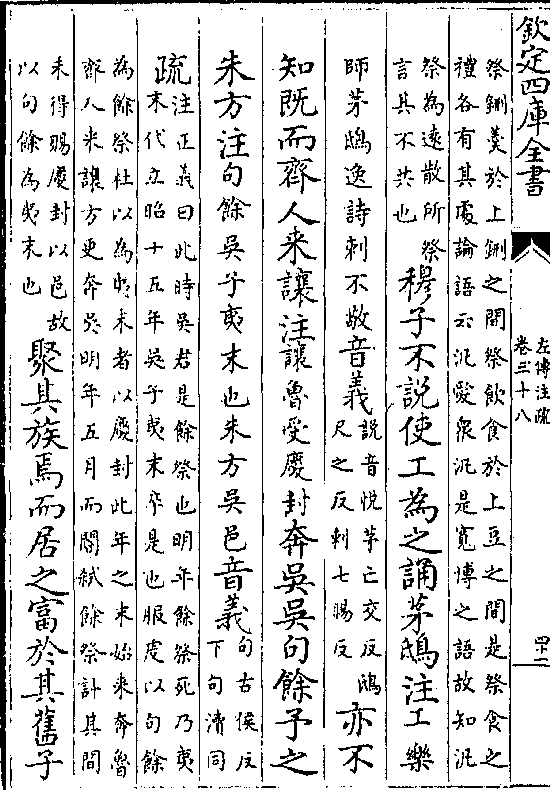 欽定四庫全書
左傳注疏
卷三十八
四十二
祭鉶羮於上鉶之間祭飲食於上豆之間是祭食之
禮各有其處論語云汎愛衆汎是寛博之語故知汎
祭為逺散所祭
言其不共也
穆子不說使工為之誦茅鴟注工樂
師茅鴟逸詩刺不敬音義
說音悦茅亡交反鴟
尺之反刺七賜反
亦不
知既而齊人来讓注讓魯受慶封奔吳吳句餘予之
朱方注句餘吳子夷末也朱方吳邑音義
句古侯反
下句瀆同
疏
注正義曰此時吳君是餘祭也明年餘祭死乃夷
末代立昭十五年吳子夷末卒是也服虔以句餘
為餘祭杜以為夷末者以慶封此年之末始来奔魯
齊人来讓方更奔吳明年五月而閽弑餘祭計其間
未得賜慶封以邑故
以句餘為夷末也
聚其族焉而居之富於其舊子